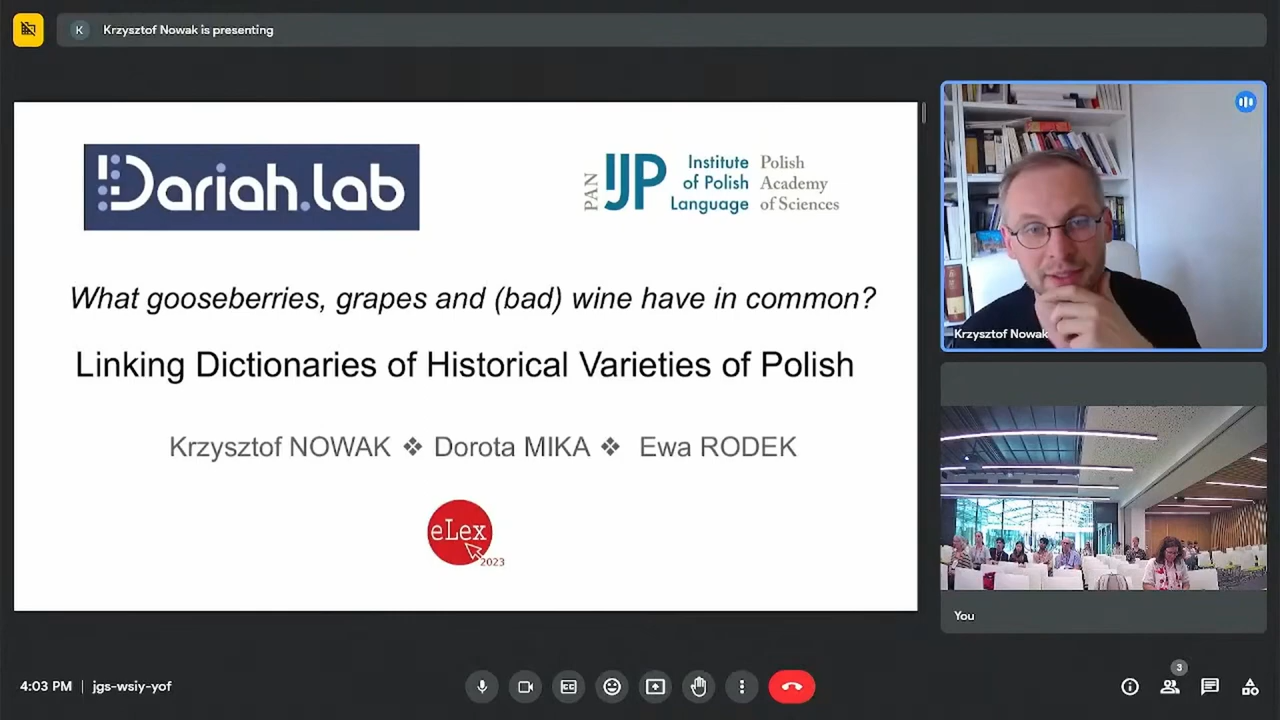 K Krzysztof Nowak is presenting
Dariah.lab
PAN IJP
Institute
of Polish
Language
Polish
Academy
of Sciences
What gooseberries, grapes and (bad) wine have in common?
Linking Dictionaries of Historical Varieties of Polish
Krzysztof NOWAK ❖ Dorota MIKA ❖ Ewa RODEK
eLex
2023
Krzysztof Nowak
You
4:03 PM | jgs-wsiy-yof
3